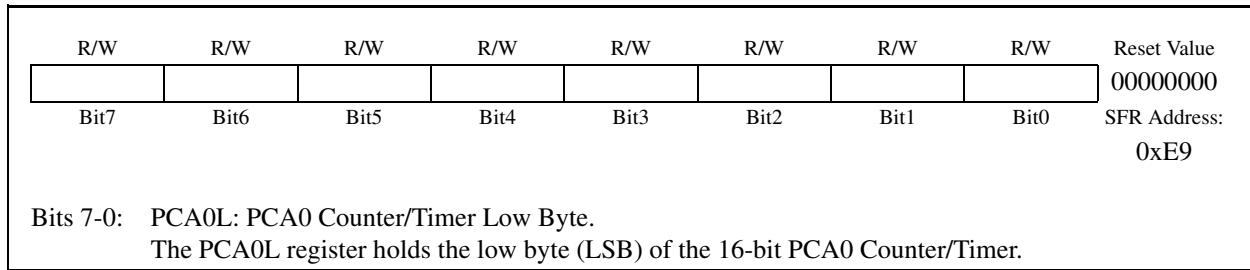 R/W R/W R/W R/W R/W R/W R/W R/W Reset Value
00000000
Bit7 Bit6 Bit5 Bit4 Bit3 Bit2 Bit1 Bit0 SFR Address:
0xE9
Bits 7-0: PCA0L: PCA0 Counter/Timer Low Byte.
The PCA0L register holds the low byte (LSB) of the 16-bit PCA0 Counter/Timer.